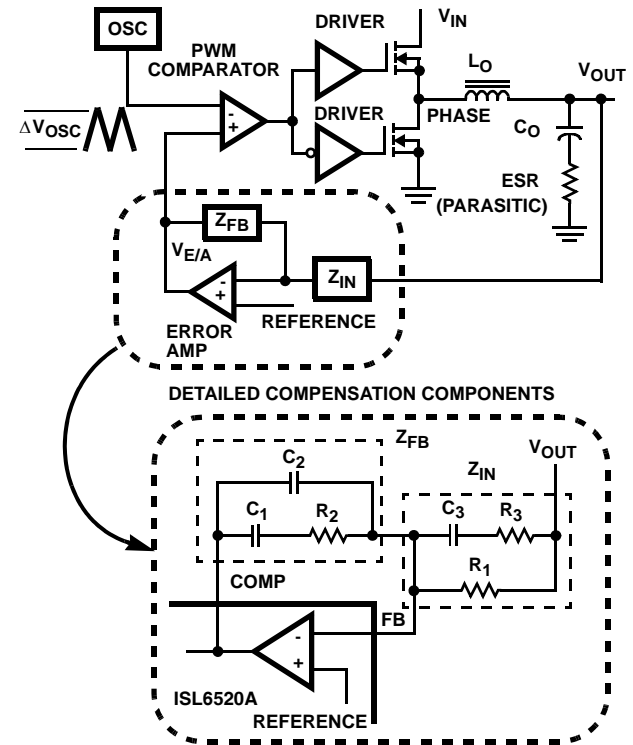 OSC
DRIVER
V_IN
PWM
COMPARATOR
L_O
V_OUT
DRIVER
ΔV_OSC
-
+
PHASE
C_O
ESR
(PARASITIC)
Z_FB
V_E/A
-
+
Z_IN
REFERENCE
ERROR
AMP
DETAILED COMPENSATION COMPONENTS
Z_FB
V_OUT
C_2
Z_IN
C_1
R_2
C_3
R_3
R_1
COMP
FB
-
+
ISL6520A
REFERENCE